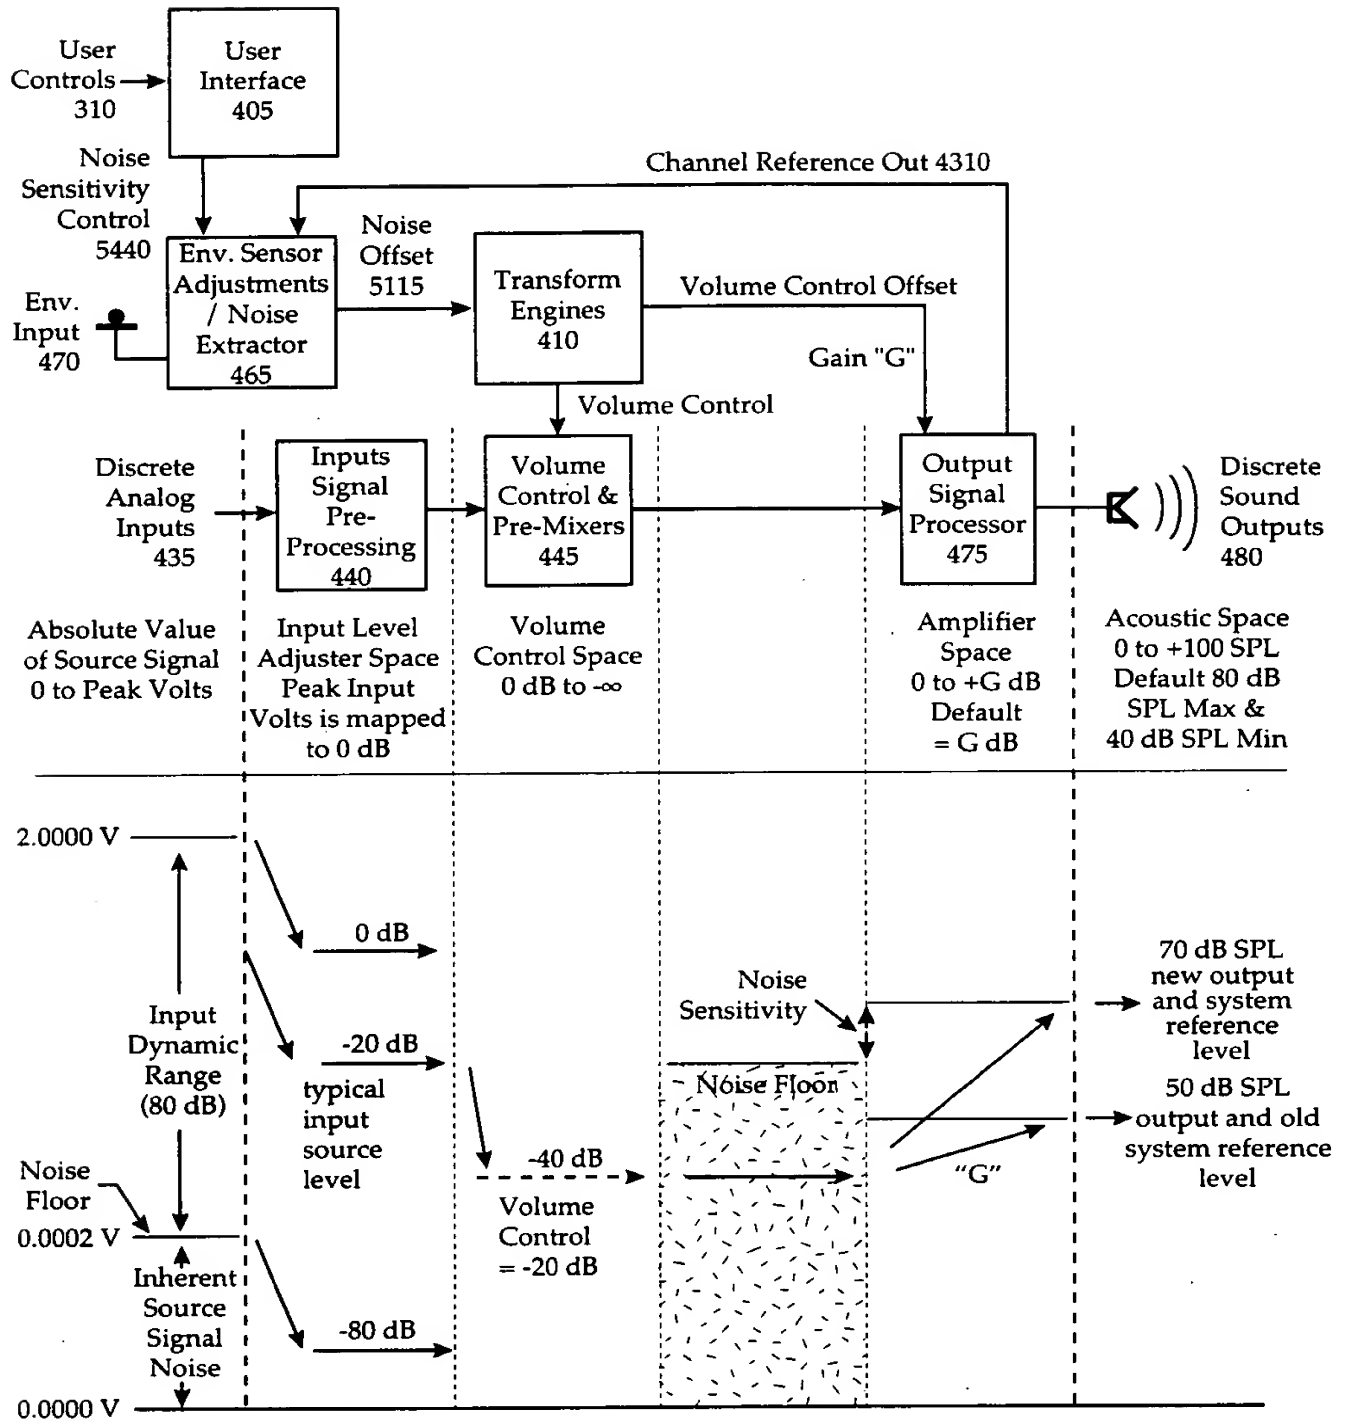 User
Controls
310
User
Interface
405
Noise
Sensitivity
Control
5440
Channel Reference Out 4310
Env. Sensor
Adjustments
/ Noise
Extractor
465
Noise
Offset
5115
Transform
Engines
410
Volume Control Offset
Gain "G"
Env.
Input
470
Volume Control
Discrete
Analog
Inputs
435
Inputs
Signal
Pre-
Processing
440
Volume
Control &
Pre-Mixers
445
Output
Signal
Processor
475
Discrete
Sound
Outputs
480
Absolute Value
of Source Signal
0 to Peak Volts
Input Level
Adjuster Space
Peak Input
Volts is mapped
to 0 dB
Volume
Control Space
0 dB to -∞
Amplifier
Space
0 to +G dB
Default
= G dB
Acoustic Space
0 to +100 SPL
Default 80 dB
SPL Max &
40 dB SPL Min
2.0000 V
0 dB
Input
Dynamic
Range
(80 dB)
-20 dB
typical
input
source
level
Noise
Sensitivity
70 dB SPL
new output
and system
reference
level
Noise Floor
50 dB SPL
output and old
system reference
level
-40 dB
Volume
Control
= -20 dB
"G"
Noise
Floor
0.0002 V
Inherent
Source
Signal
Noise
-80 dB
0.0000 V